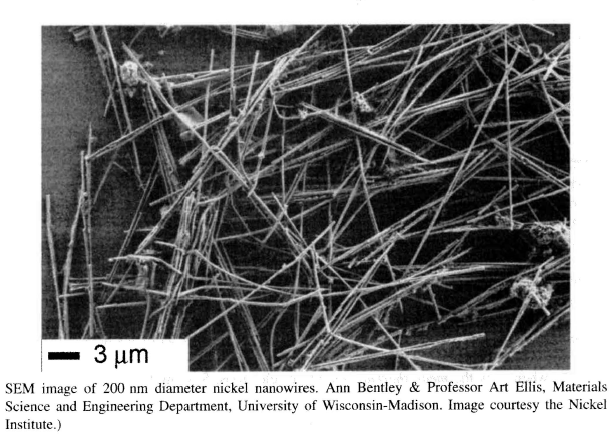 3 μm
SEM image of 200 nm diameter nickel nanowires. Ann Bentley & Professor Art Ellis, Materials
Science and Engineering Department, University of Wisconsin-Madison. Image courtesy the Nickel
Institute.)